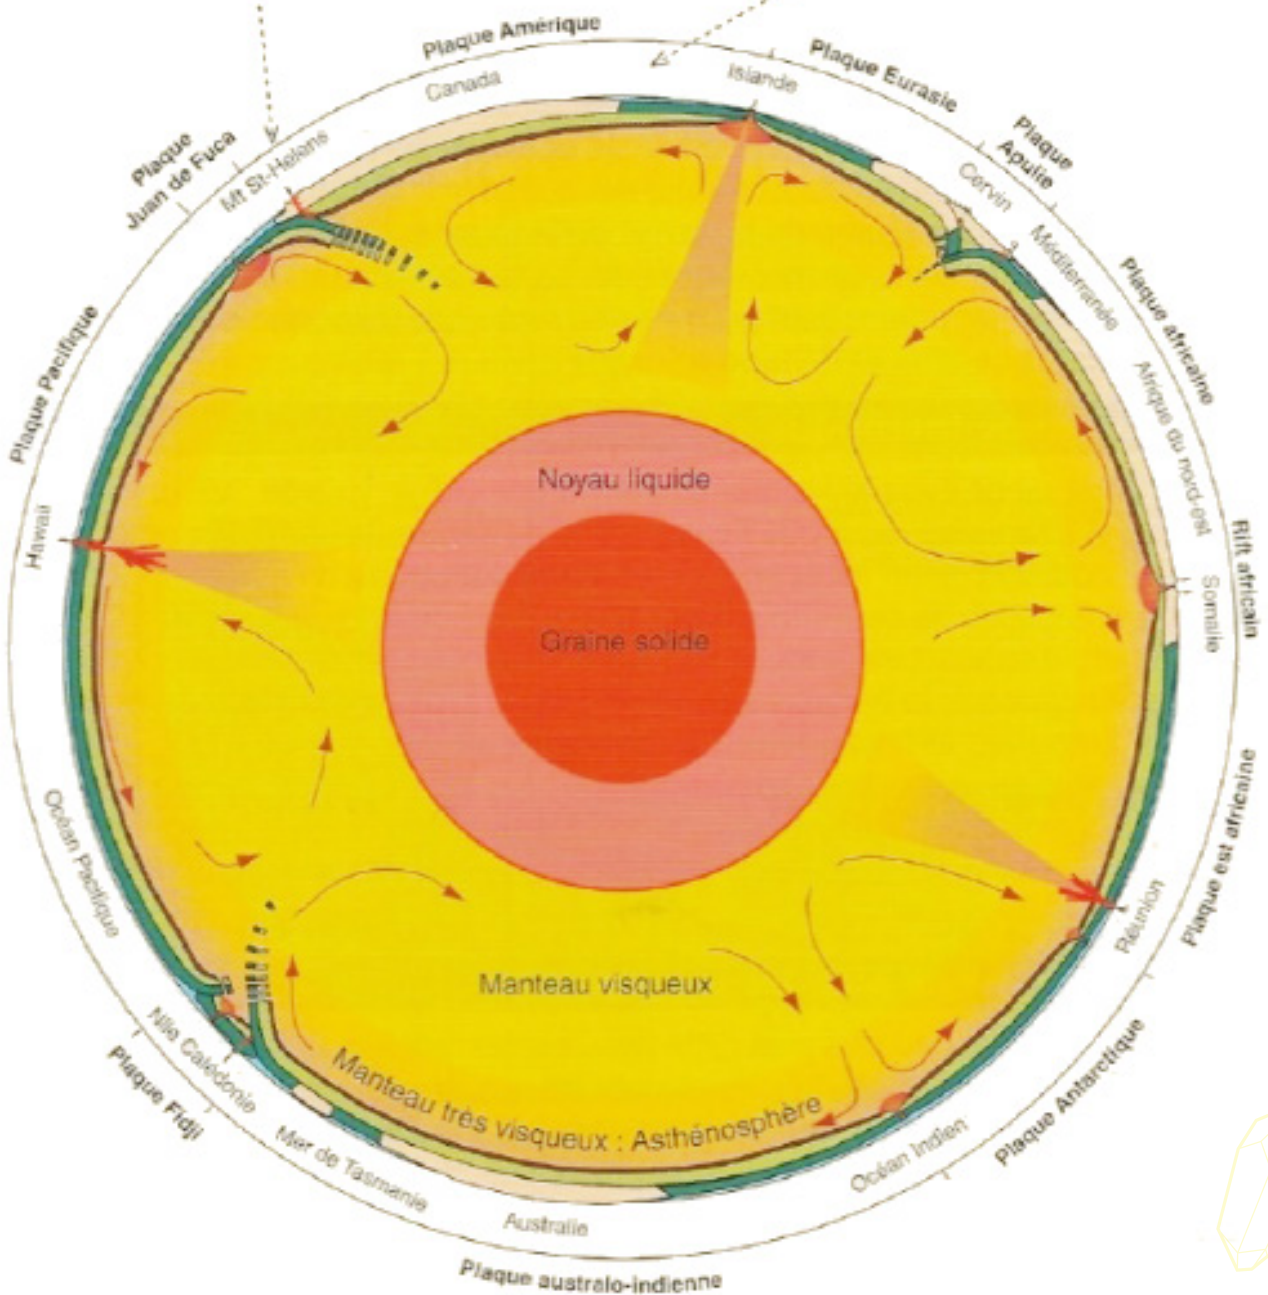 Plaque Amérique
Canada
Islande
Plaque Eurasie
Plaque
Apulie
Cervin
Méditerranée
Plaque africaine
Afrique du nord-est
Rift africain
Somalie
Plaque est africaine
Réunion
Plaque Antarctique
Océan Indien
Plaque australo-indienne
Australie
Mer de Tasmanie
Plaque Fidji
Nlle Calédonie
Océan Pacifique
Hawaii
Plaque Pacifique
Plaque
Juan de Fuca
Mt St-Helens
Noyau liquide
Graine solide
Manteau visqueux
Manteau très visqueux : Asthénosphère